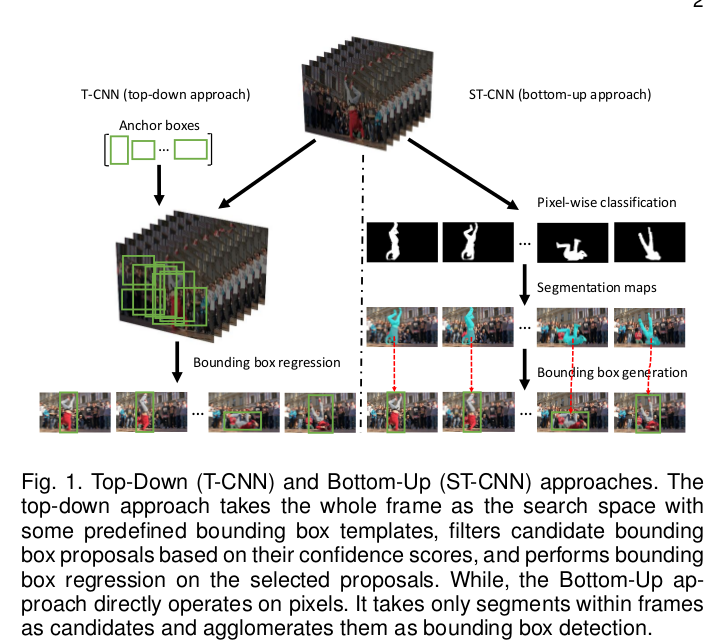 2
T-CNN (top-down approach)
ST-CNN (bottom-up approach)
Anchor boxes
...
Pixel-wise classification
...
Segmentation maps
...
Bounding box regression
Bounding box generation
...
...
Fig. 1. Top-Down (T-CNN) and Bottom-Up (ST-CNN) approaches. The
top-down approach takes the whole frame as the search space with
some predefined bounding box templates, filters candidate bounding
box proposals based on their confidence scores, and performs bounding
box regression on the selected proposals. While, the Bottom-Up ap-
proach directly operates on pixels. It takes only segments within frames
as candidates and agglomerates them as bounding box detection.